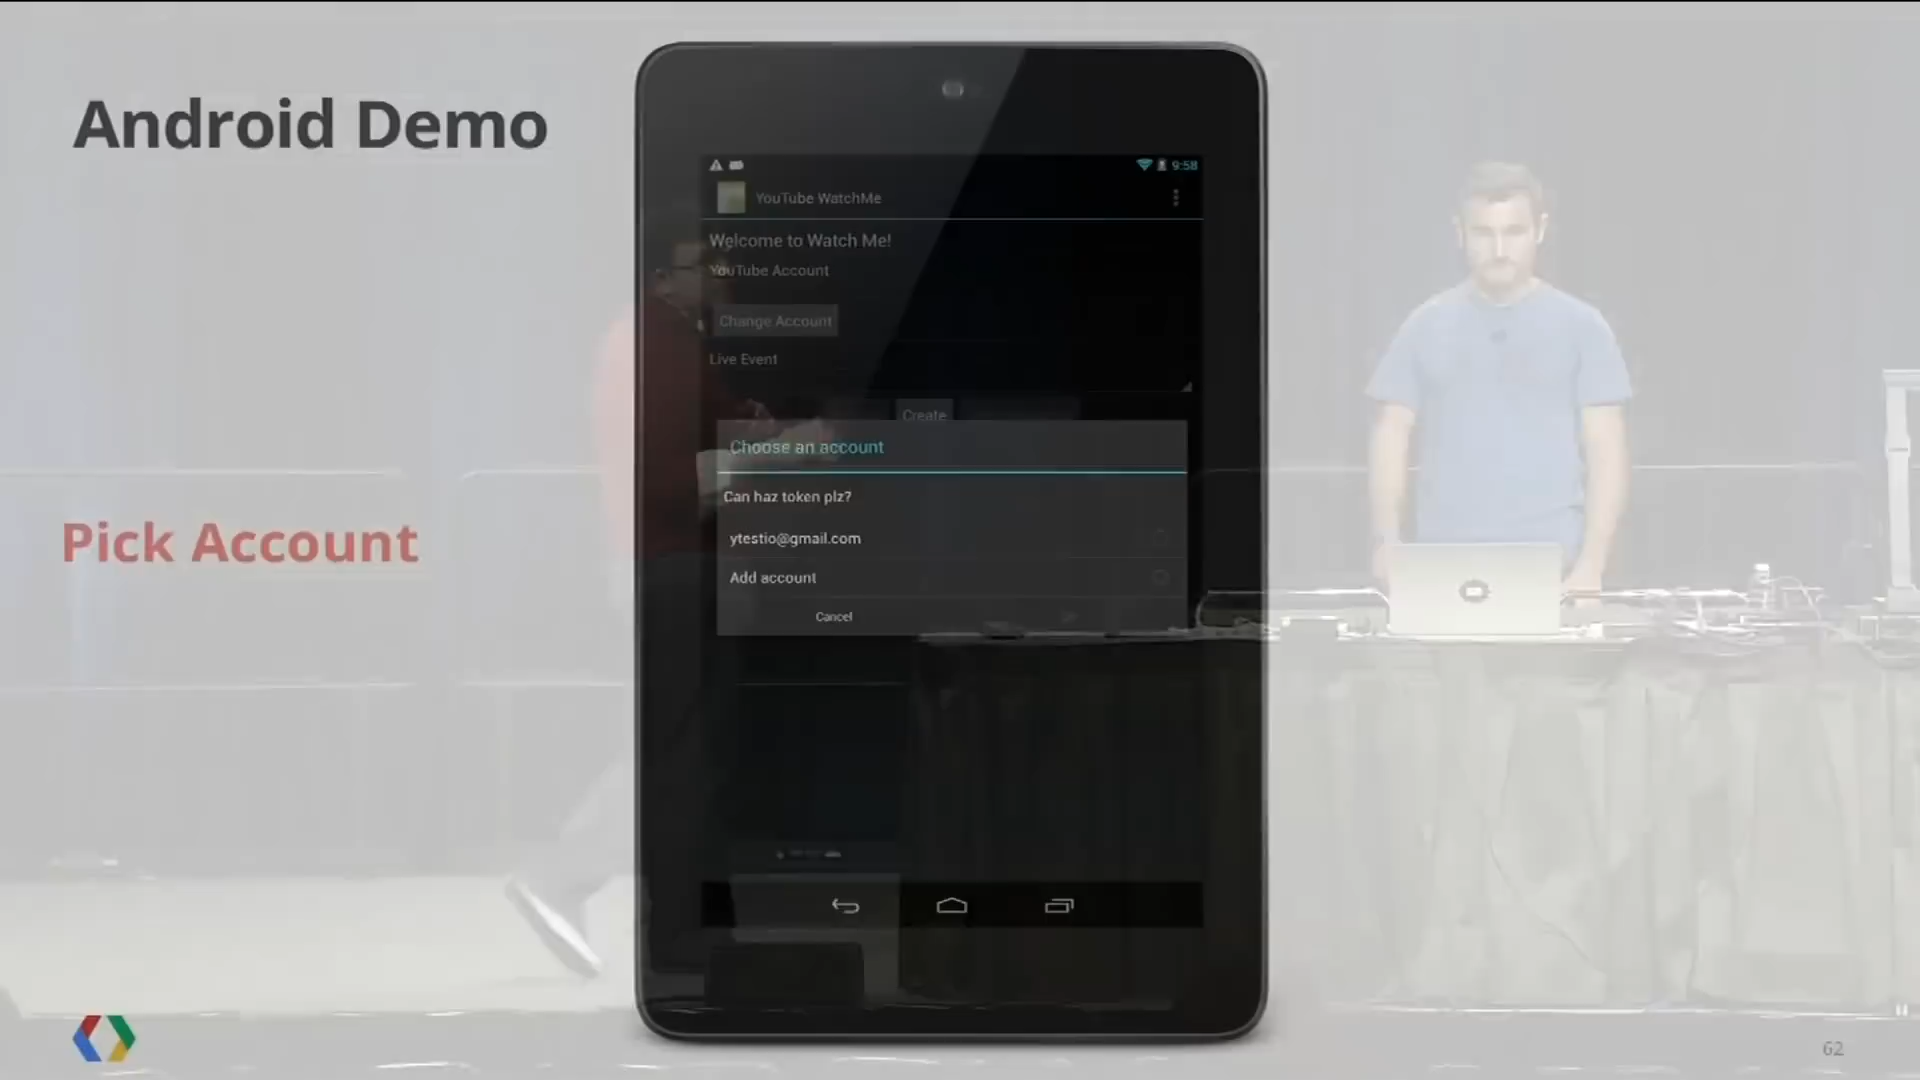 Android Demo
9:58
YouTube WatchMe
Welcome to Watch Me!
YouTube Account
Change Account
Live Event
Create
Choose an account
Can haz token plz?
Pick Account
ytestio@gmail.com
Add account
Cancel
62